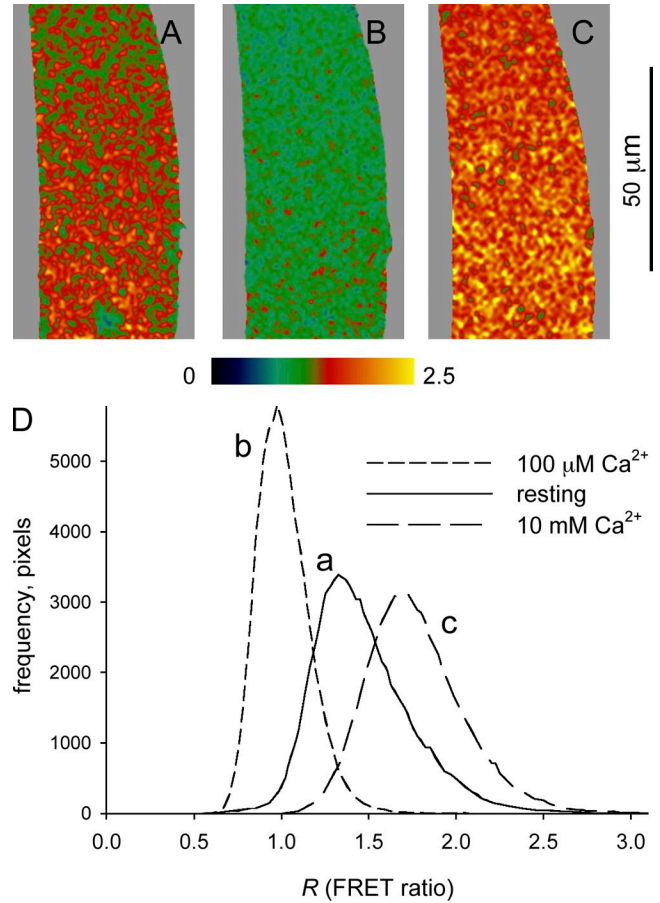 A
B
C
50 μm
0
2.5
D
b
a
c
100 μM Ca²⁺
resting
10 mM Ca²⁺
frequency, pixels
5000
4000
3000
2000
1000
0
0.0 0.5 1.0 1.5 2.0 2.5 3.0
R (FRET ratio)